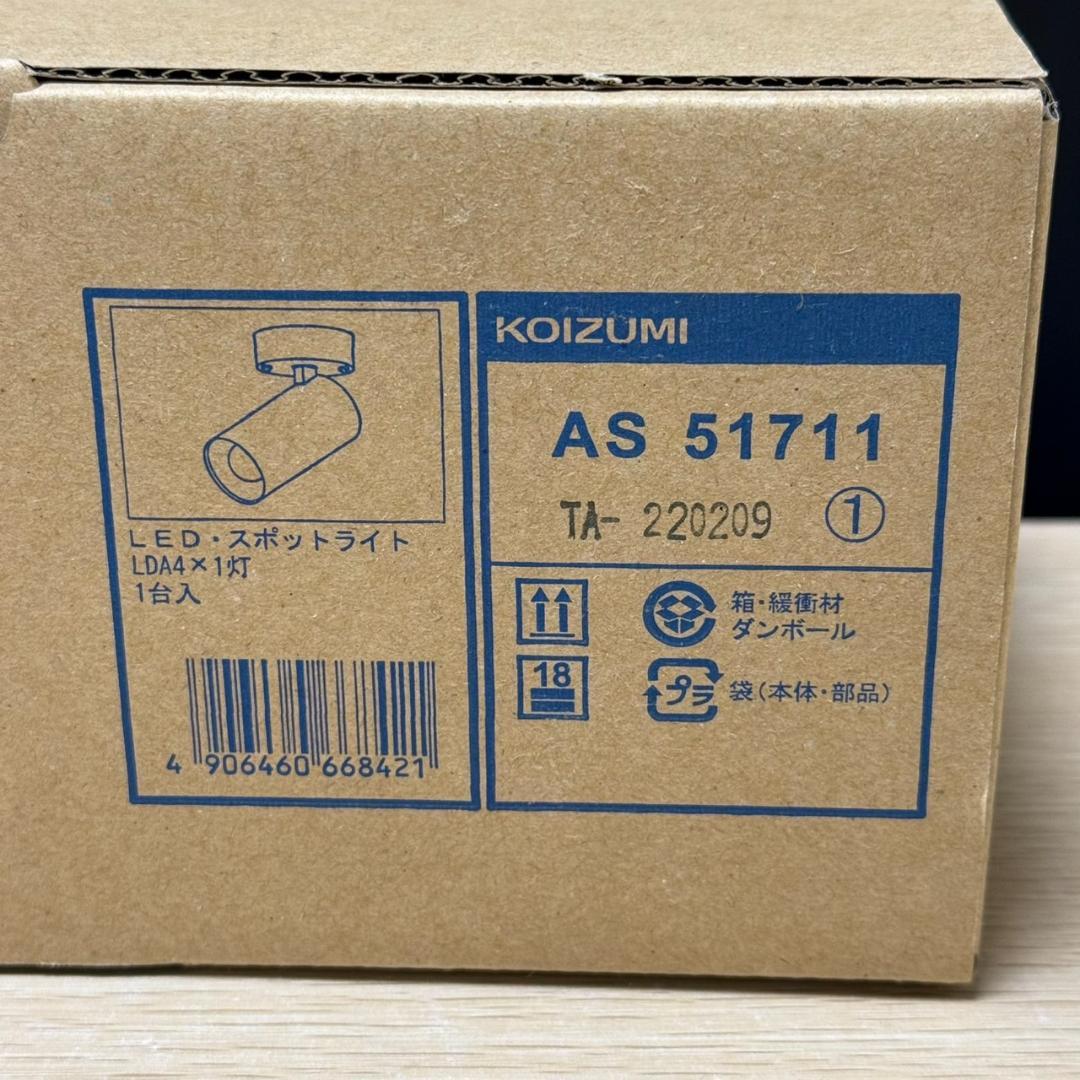 LED・スポットライト
LDA4×1灯
1台入
4 906460 668421
KOIZUMI
AS 51711
TA- 220209 ①
箱・緩衝材
ダンボール
18
プラ 袋(本体・部品)